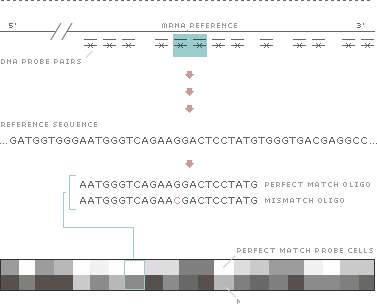 5' MRNA REFERENCE 3'
DNA PROBE PAIRS
REFERENCE SEQUENCE
...GATGGTGGGAATGGGTCAGAAGGACTCCTATGTGGGTGACGAGGCC...
AATGGGTCAGAAGGACTCCTATG PERFECT MATCH OLIGO
AATGGGTCAGAACGACTCCTATG MISMATCH OLIGO
PERFECT MATCH PROBE CELLS